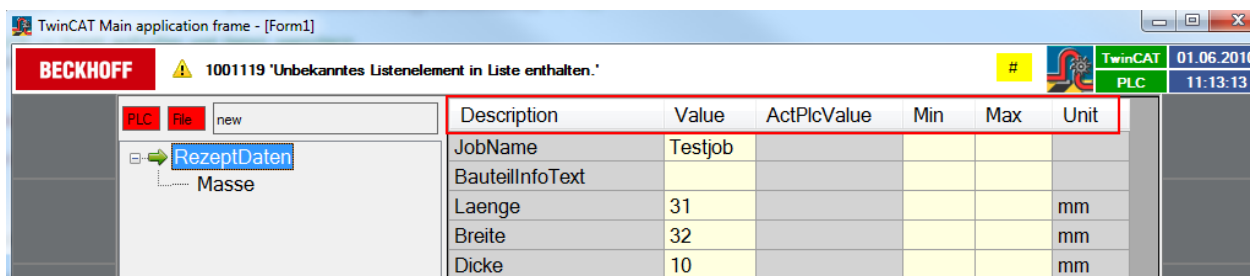 TwinCAT Main application frame - [Form1]
BECKHOFF 1001119 'Unbekanntes Listenelement in Liste enthalten.' # TwinCAT 01.06.2010
PLC 11:13:13
PLC File new
RezeptDaten
Masse
Description Value ActPlcValue Min Max Unit
JobName Testjob
BauteilInfoText
Laenge 31 mm
Breite 32 mm
Dicke 10 mm